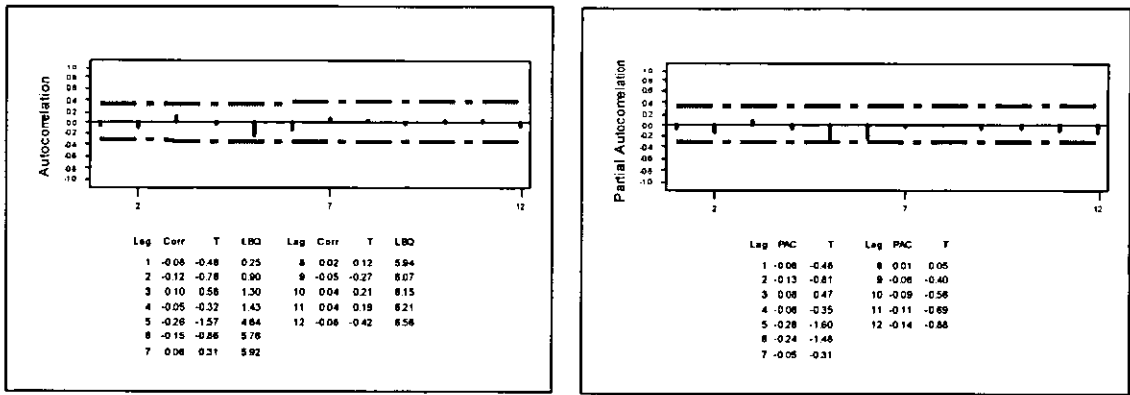 Autocorrelation
1.0
0.8
0.6
0.4
0.2
0.0
-0.2
-0.4
-0.6
-0.8
-1.0
2 7 12
Lag Corr T LBQ Lag Corr T LBQ
1 -0.08 -0.48 0.25 8 0.02 0.12 5.94
2 -0.12 -0.78 0.90 9 -0.05 -0.27 6.07
3 0.10 0.58 1.30 10 0.04 0.21 6.15
4 -0.05 -0.32 1.43 11 0.04 0.19 6.21
5 -0.26 -1.57 4.64 12 -0.08 -0.42 6.56
6 -0.15 -0.86 5.76
7 0.06 0.31 5.92
Partial Autocorrelation
1.0
0.8
0.6
0.4
0.2
0.0
-0.2
-0.4
-0.6
-0.8
-1.0
2 7 12
Lag PAC T Lag PAC T
1 -0.08 -0.48 8 0.01 0.05
2 -0.13 -0.81 9 -0.06 -0.40
3 0.08 0.47 10 -0.09 -0.56
4 -0.06 -0.35 11 -0.11 -0.69
5 -0.26 -1.60 12 -0.14 -0.88
6 -0.24 -1.48
7 -0.05 -0.31